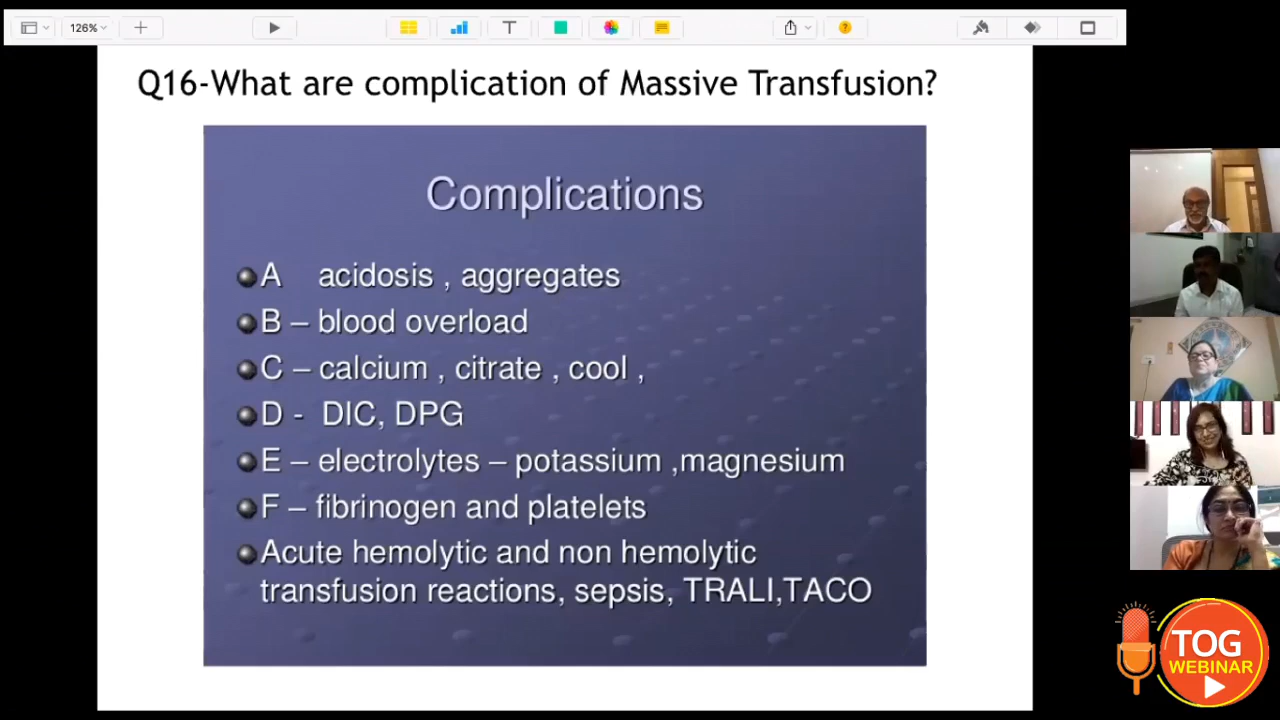 126%
Q16-What are complication of Massive Transfusion?
Complications
A acidosis , aggregates
B – blood overload
C – calcium , citrate , cool ,
D - DIC, DPG
E – electrolytes – potassium ,magnesium
F – fibrinogen and platelets
Acute hemolytic and non hemolytic
transfusion reactions, sepsis, TRALI,TACO
TOG
WEBINAR